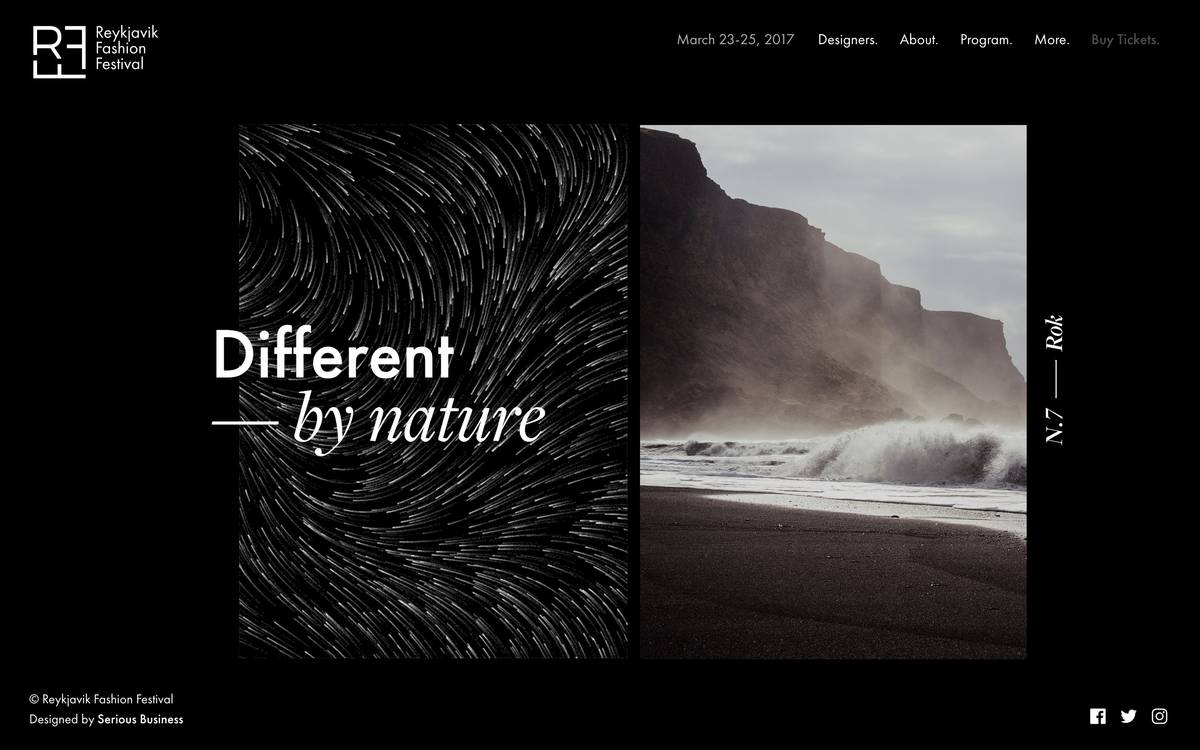 RFF
Reykjavik
Fashion
Festival
March 23-25, 2017 Designers. About. Program. More. Buy Tickets.
Different
— by nature
N.7 — Rok
© Reykjavik Fashion Festival
Designed by Serious Business